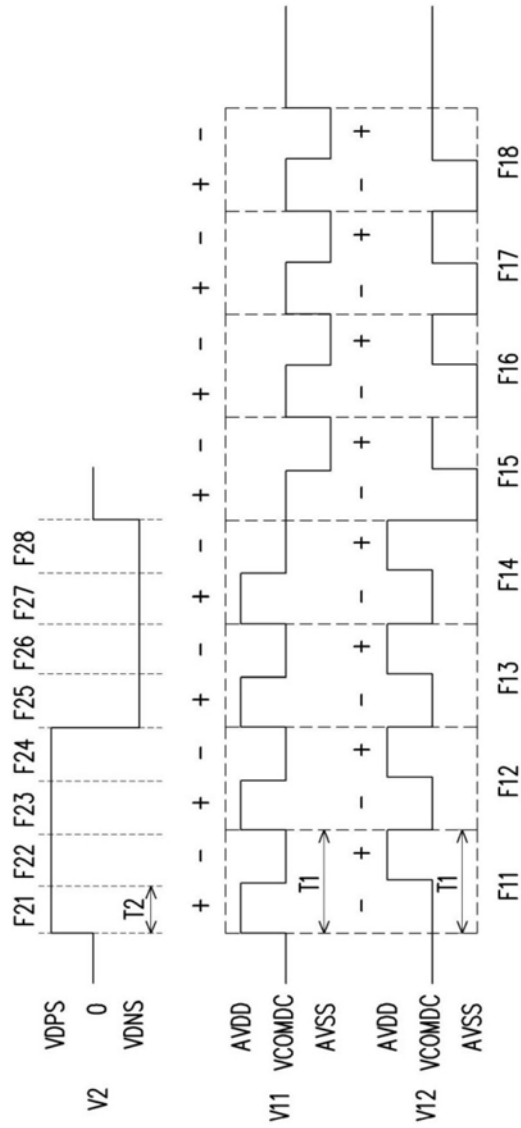 F21 F22 F23 F24 F25 F26 F27 F28
VDPS
V2 0
VDNS
T2
+ − + − + − + − + − + − + − + −
AVDD
V11 VCOMDC
AVSS
T1
− + − + − + − + − + − + − + − +
AVDD
V12 VCOMDC
AVSS
T1
F11 F12 F13 F14 F15 F16 F17 F18